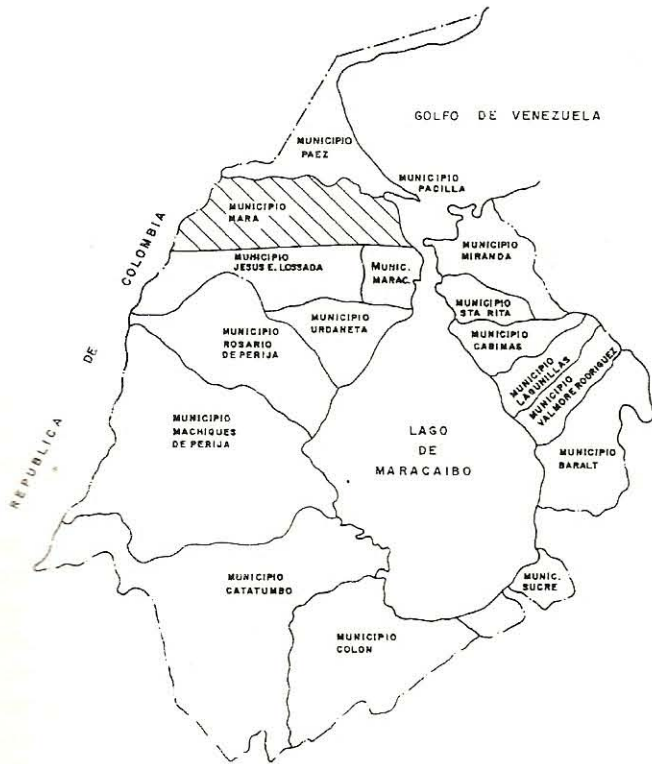 GOLFO DE VENEZUELA
MUNICIPIO
PAEZ
MUNICIPIO
PACILLA
MUNICIPIO
MARA
COLOMBIA
DE
REPUBLICA
MUNICIPIO
JESUS E. LOSSADA
MUNIC.
MARAC.
MUNICIPIO
MIRANDA
MUNICIPIO
STA RITA
MUNICIPIO
CABIMAS
MUNICIPIO
LAGUNILLAS
MUNICIPIO
VALMORE RODRIGUEZ
MUNICIPIO
URDANETA
MUNICIPIO
ROSARIO
DE PERIJA
MUNICIPIO
MACHIQUES
DE PERIJA
LAGO
DE
MARACAIBO
MUNICIPIO
BARALT
MUNICIPIO
CATATUMBO
MUNIC.
SUCRE
MUNICIPIO
COLON